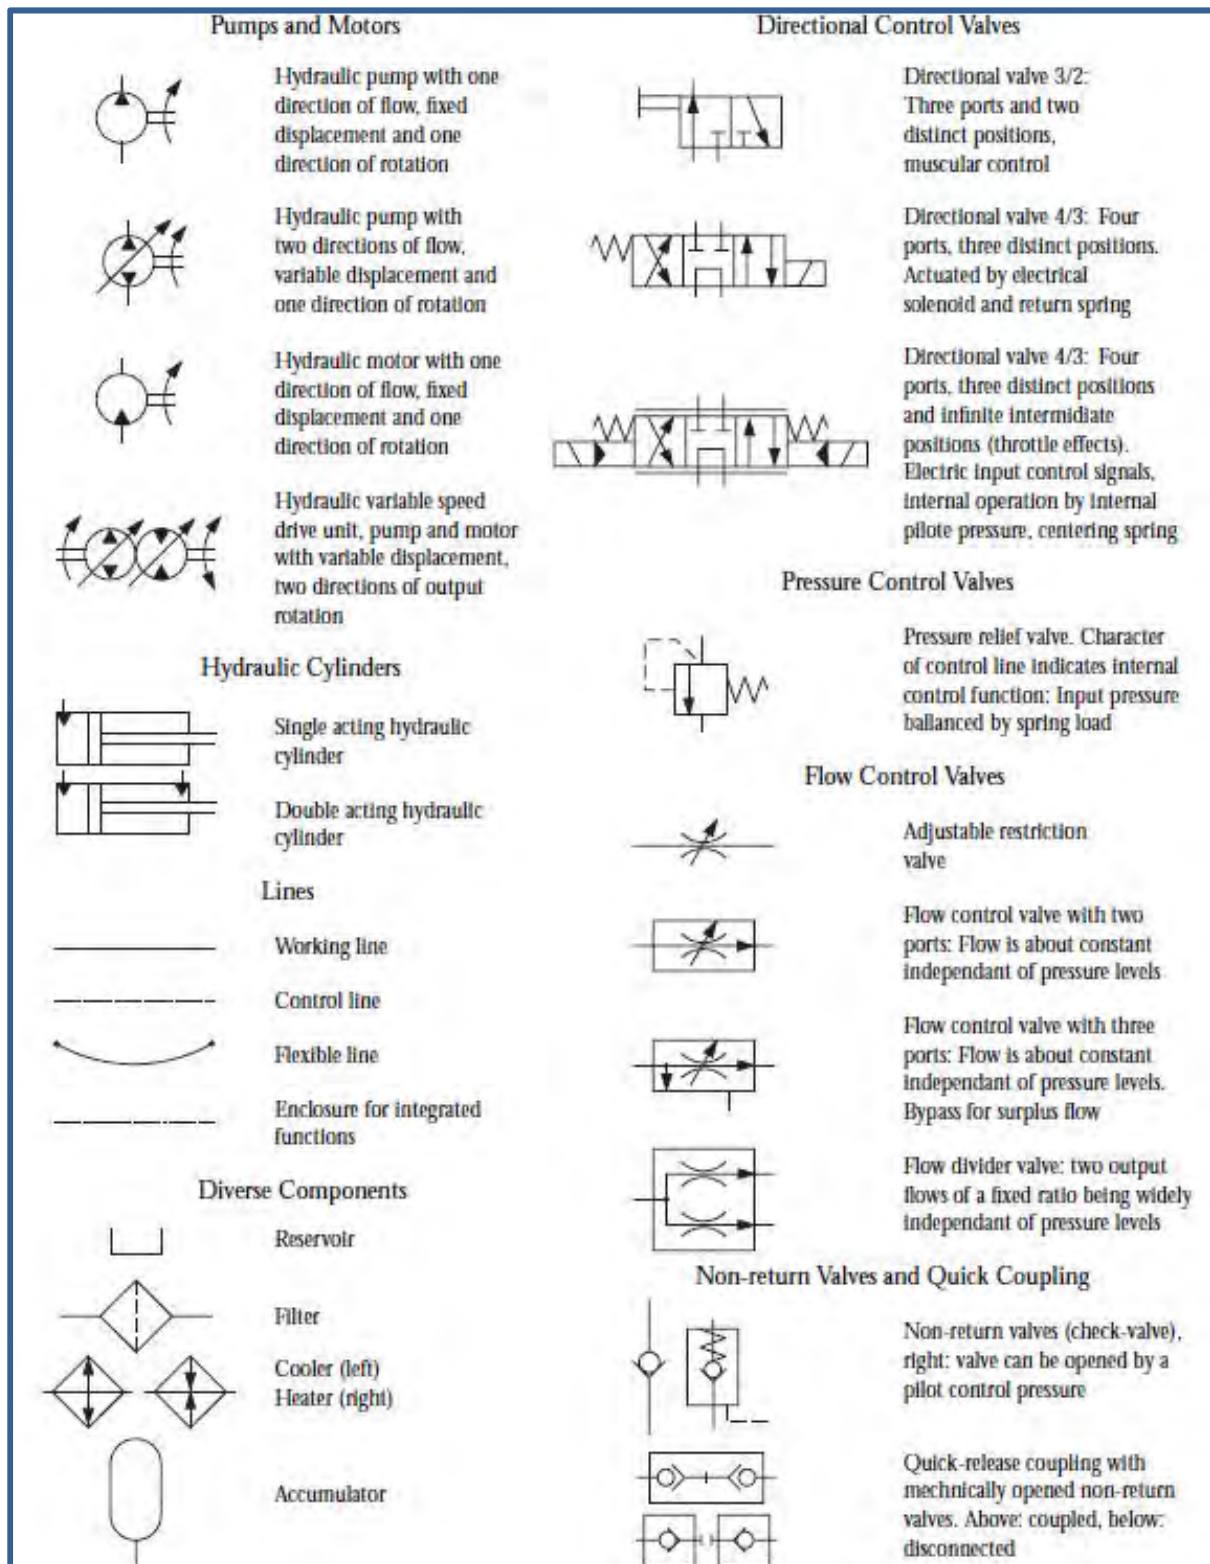 Pumps and Motors
Hydraulic pump with one
direction of flow, fixed
displacement and one
direction of rotation
Hydraulic pump with
two directions of flow,
variable displacement and
one direction of rotation
Hydraulic motor with one
direction of flow, fixed
displacement and one
direction of rotation
Hydraulic variable speed
drive unit, pump and motor
with variable displacement,
two directions of output
rotation
Hydraulic Cylinders
Single acting hydraulic
cylinder
Double acting hydraulic
cylinder
Lines
Working line
Control line
Flexible line
Enclosure for integrated
functions
Diverse Components
Reservoir
Filter
Cooler (left)
Heater (right)
Accumulator
Directional Control Valves
Directional valve 3/2:
Three ports and two
distinct positions,
muscular control
Directional valve 4/3: Four
ports, three distinct positions.
Actuated by electrical
solenoid and return spring
Directional valve 4/3: Four
ports, three distinct positions
and infinite intermidiate
positions (throttle effects).
Electric input control signals,
internal operation by internal
pilote pressure, centering spring
Pressure Control Valves
Pressure relief valve. Character
of control line indicates internal
control function: Input pressure
ballanced by spring load
Flow Control Valves
Adjustable restriction
valve
Flow control valve with two
ports: Flow is about constant
independant of pressure levels
Flow control valve with three
ports: Flow is about constant
independant of pressure levels.
Bypass for surplus flow
Flow divider valve: two output
flows of a fixed ratio being widely
independant of pressure levels
Non-return Valves and Quick Coupling
Non-return valves (check-valve),
right: valve can be opened by a
pilot control pressure
Quick-release coupling with
mechnically opened non-return
valves. Above: coupled, below:
disconnected